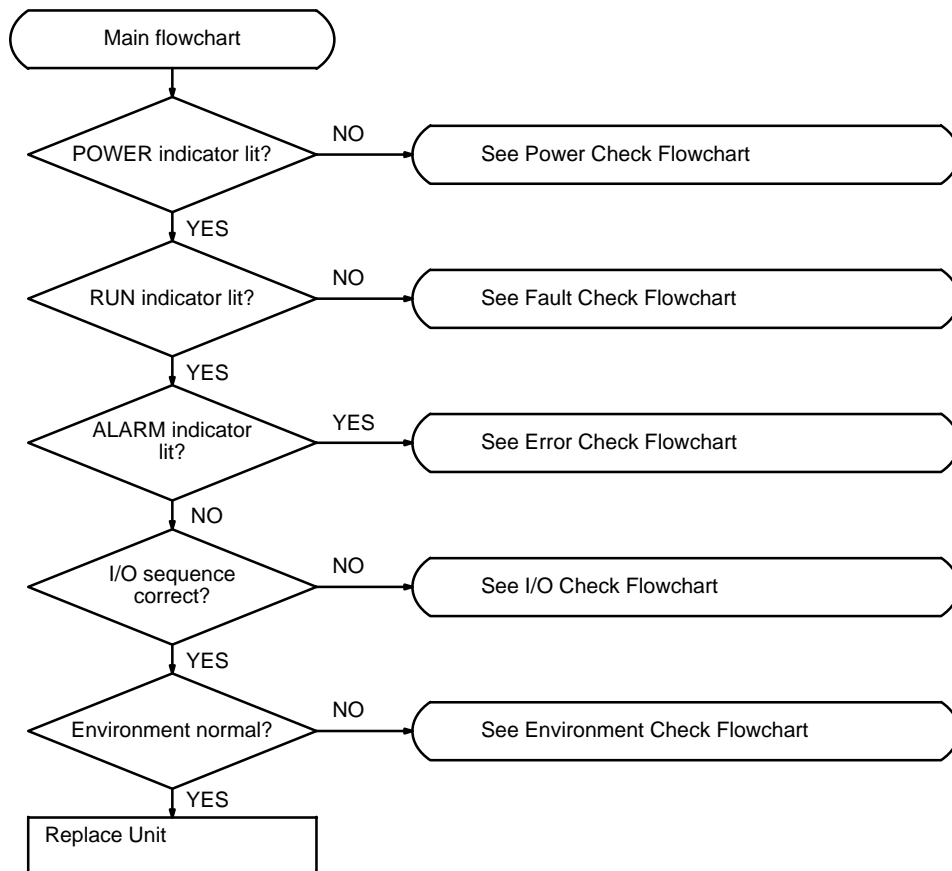 Main flowchart
POWER indicator lit?
NO
See Power Check Flowchart
YES
RUN indicator lit?
NO
See Fault Check Flowchart
YES
ALARM indicator
lit?
YES
See Error Check Flowchart
NO
I/O sequence
correct?
NO
See I/O Check Flowchart
YES
Environment normal?
NO
See Environment Check Flowchart
YES
Replace Unit